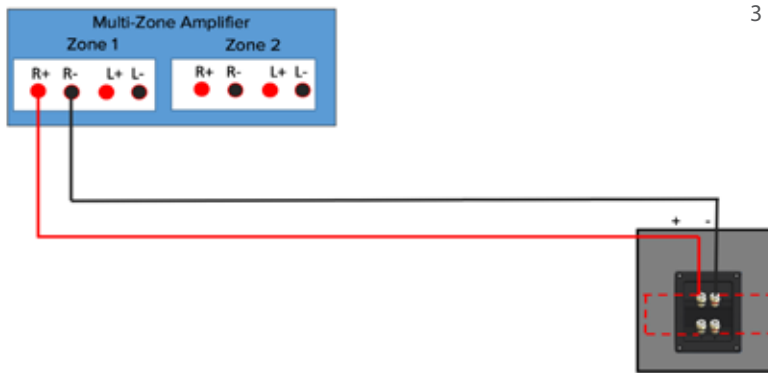 3
Multi-Zone Amplifier
Zone 1 Zone 2
R+ R- L+ L- R+ R- L+ L-
+ -